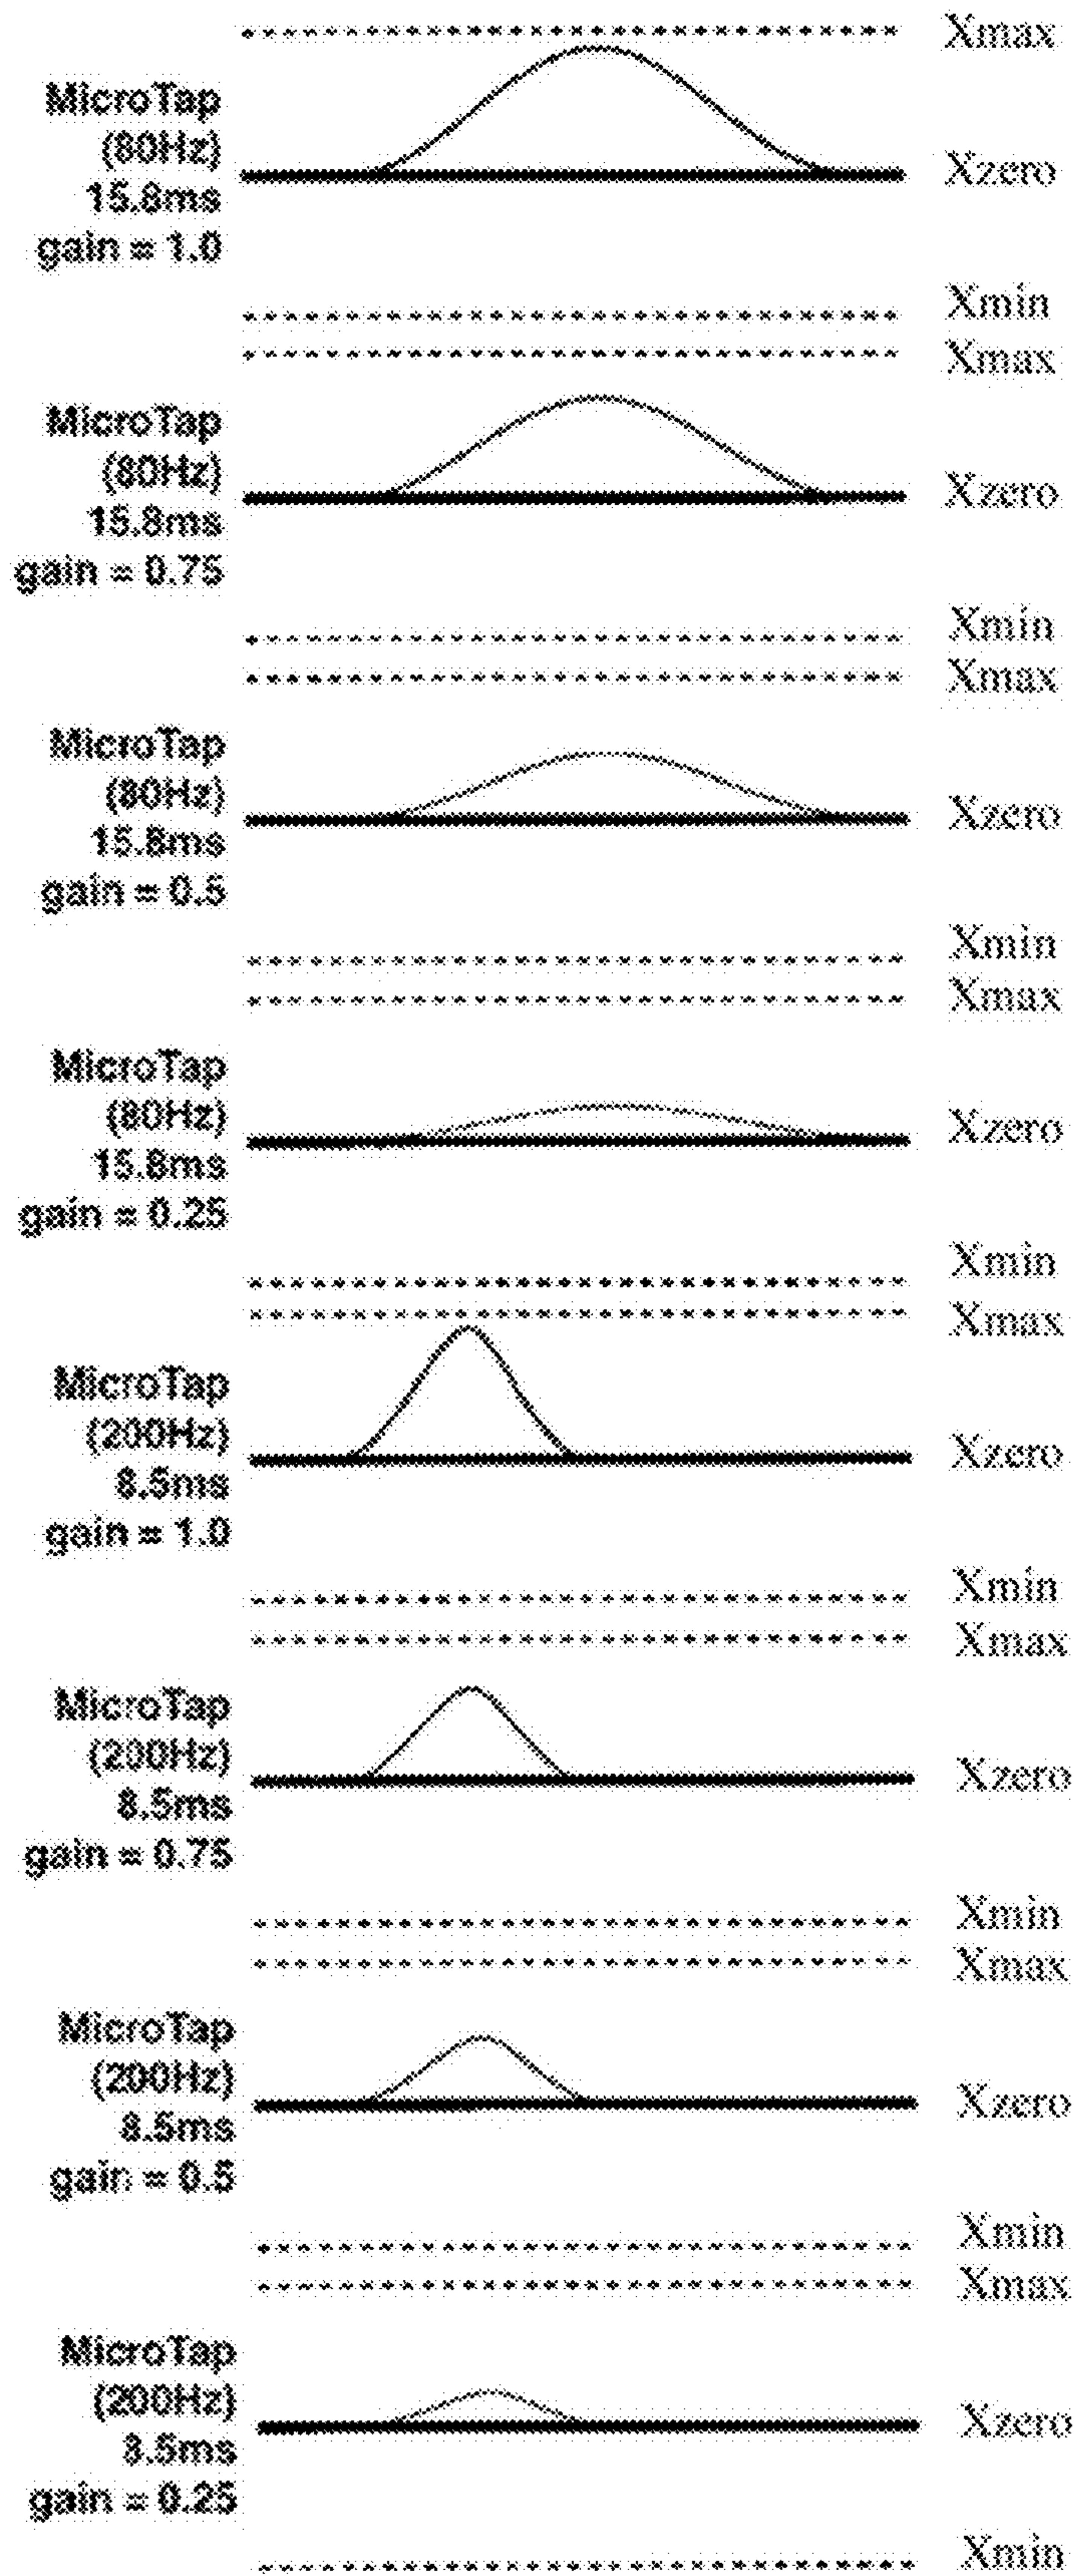 Xmax
MicroTap
(80Hz)
15.8ms
gain = 1.0
Xzero
Xmin
Xmax
MicroTap
(80Hz)
15.8ms
gain = 0.75
Xzero
Xmin
Xmax
MicroTap
(80Hz)
15.8ms
gain = 0.5
Xzero
Xmin
Xmax
MicroTap
(80Hz)
15.8ms
gain = 0.25
Xzero
Xmin
Xmax
MicroTap
(200Hz)
8.5ms
gain = 1.0
Xzero
Xmin
Xmax
MicroTap
(200Hz)
8.5ms
gain = 0.75
Xzero
Xmin
Xmax
MicroTap
(200Hz)
8.5ms
gain = 0.5
Xzero
Xmin
Xmax
MicroTap
(200Hz)
8.5ms
gain = 0.25
Xzero
Xmin